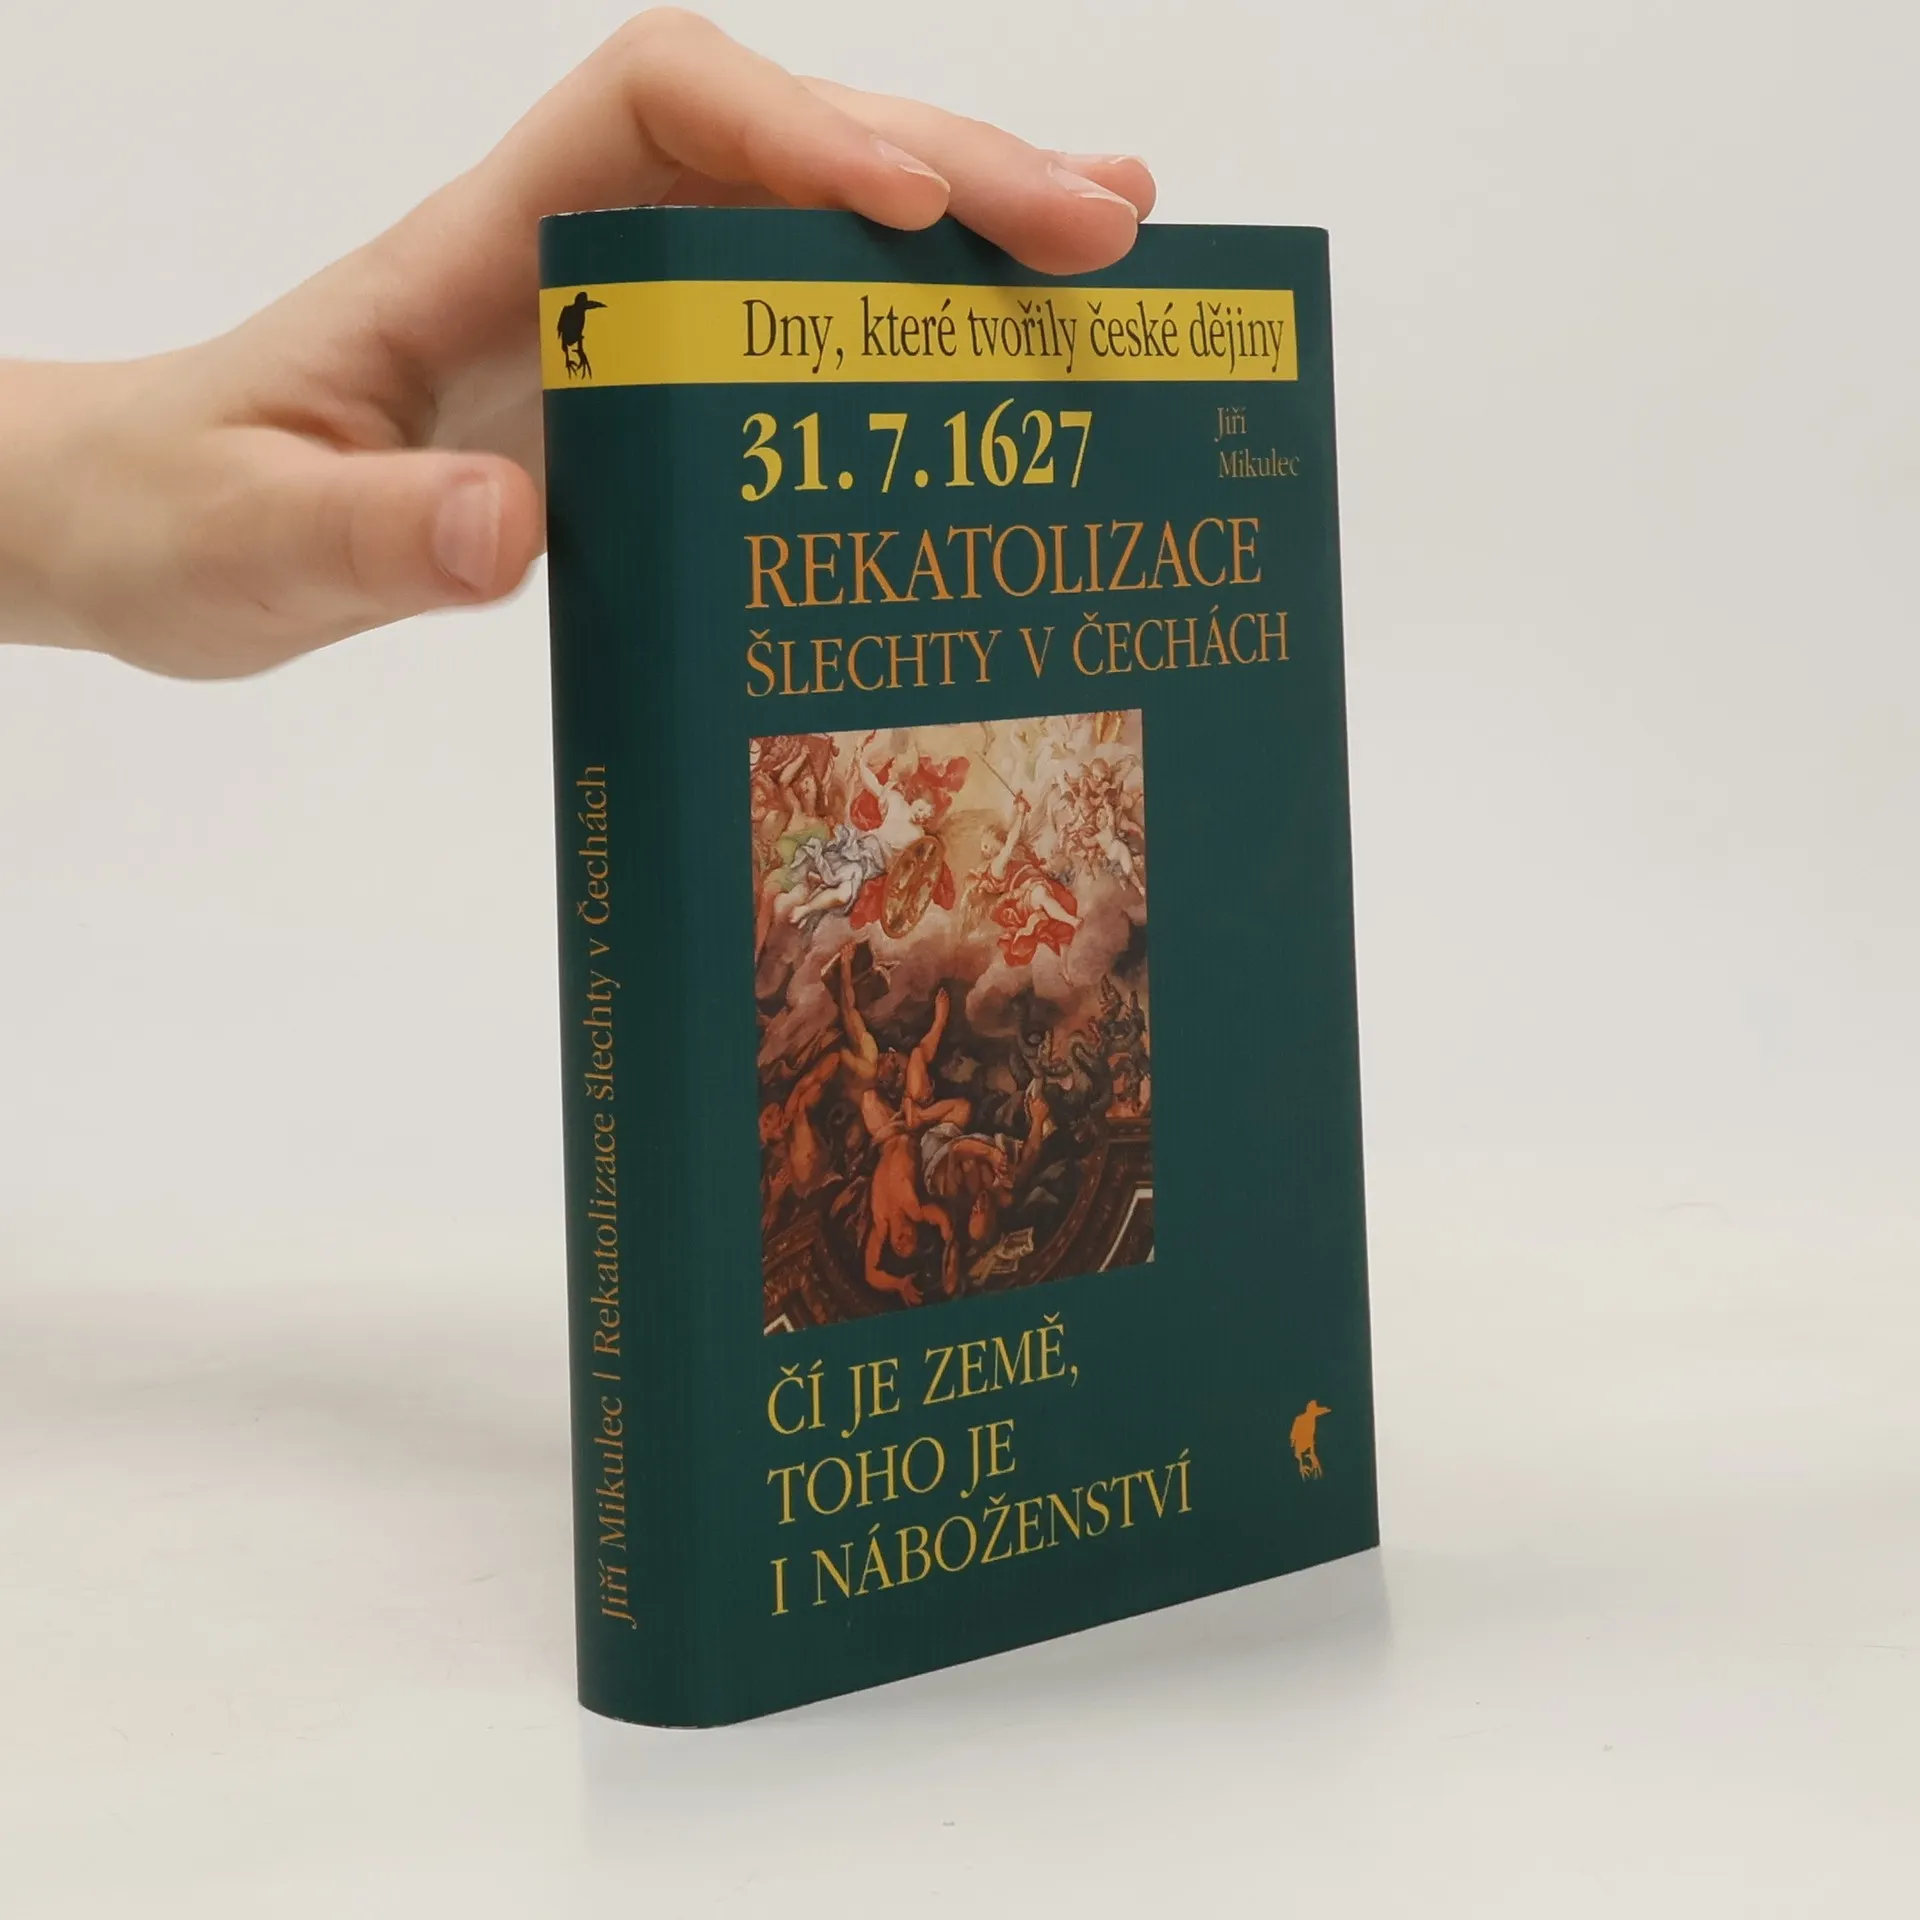 Dny, které tvořily české dějiny
31.7.1627
Jiří
Mikulec
REKATOLIZACE
ŠLECHTY V ČECHÁCH
ČÍ JE ZEMĚ,
TOHO JE
I NÁBOŽENSTVÍ
Jiří Mikulec | Rekatolizace šlechty v Čechách